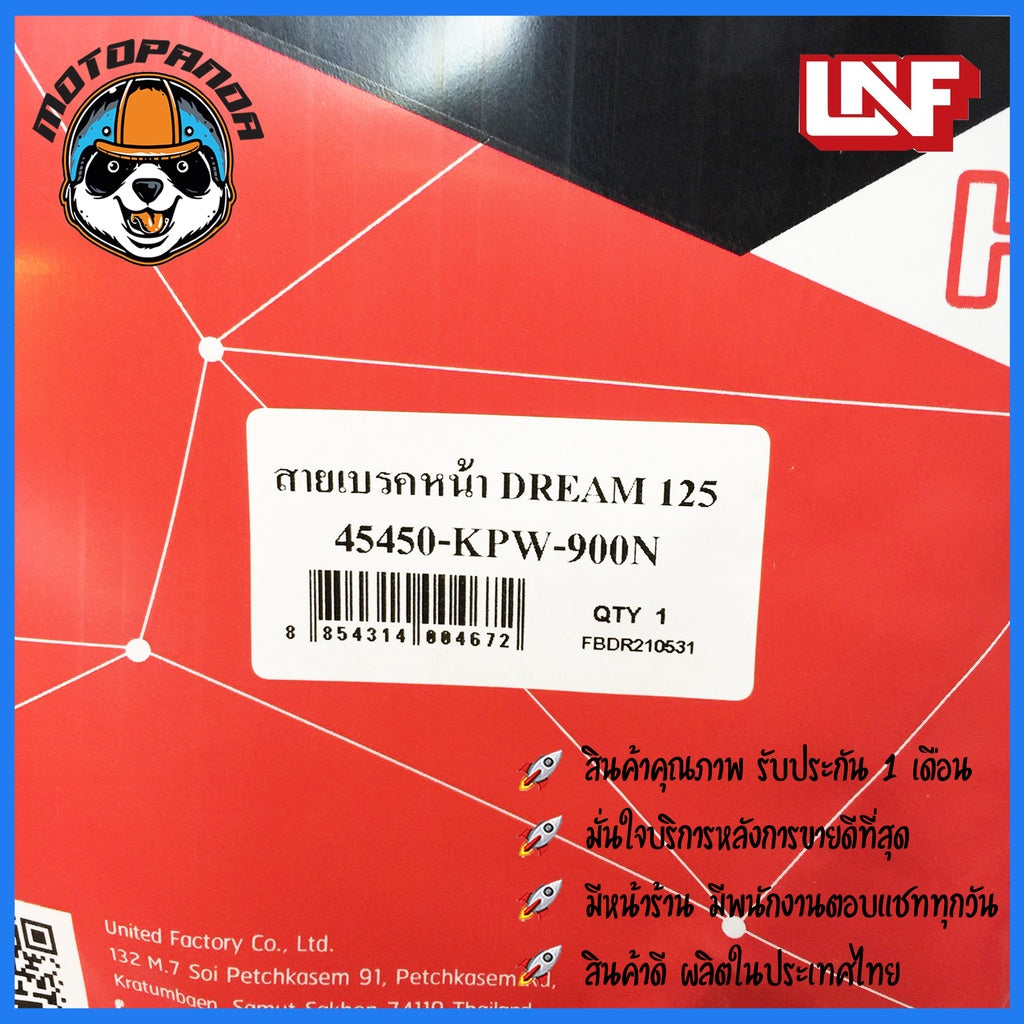 MOTOPANDA
UNF
สายเบรคหน้า DREAM 125
45450-KPW-900N
8 854314 004672
QTY 1
FBDR210531
สินค้าคุณภาพ รับประกัน 1 เดือน
มั่นใจบริการหลังการขายดีที่สุด
มีหน้าร้าน มีพนักงานตอบแชททุกวัน
สินค้าดี ผลิตในประเทศไทย
United Factory Co., Ltd.
132 M.7 Soi Petchkasem 91, Petchkasem Rd,
Kratumbaen, Samut Sakhon 74110 Thailand